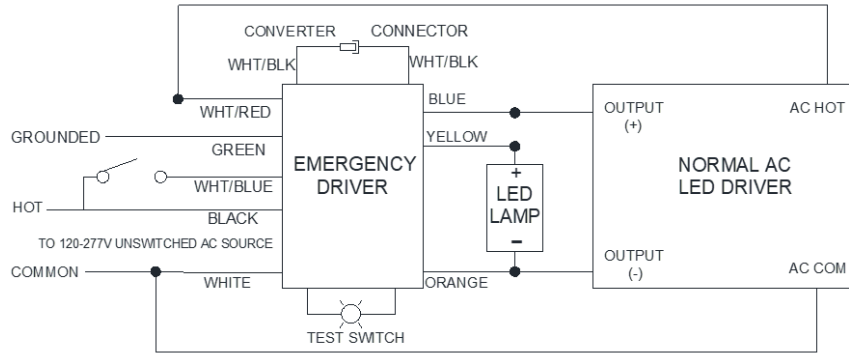 CONVERTER
CONNECTOR
WHT/BLK
WHT/BLK
WHT/RED
BLUE
OUTPUT
(+)
AC HOT
GROUNDED
GREEN
YELLOW
EMERGENCY
DRIVER
NORMAL AC
LED DRIVER
+
LED
LAMP
-
WHT/BLUE
HOT
BLACK
TO 120-277V UNSWITCHED AC SOURCE
COMMON
WHITE
ORANGE
OUTPUT
(-)
AC COM
TEST SWITCH